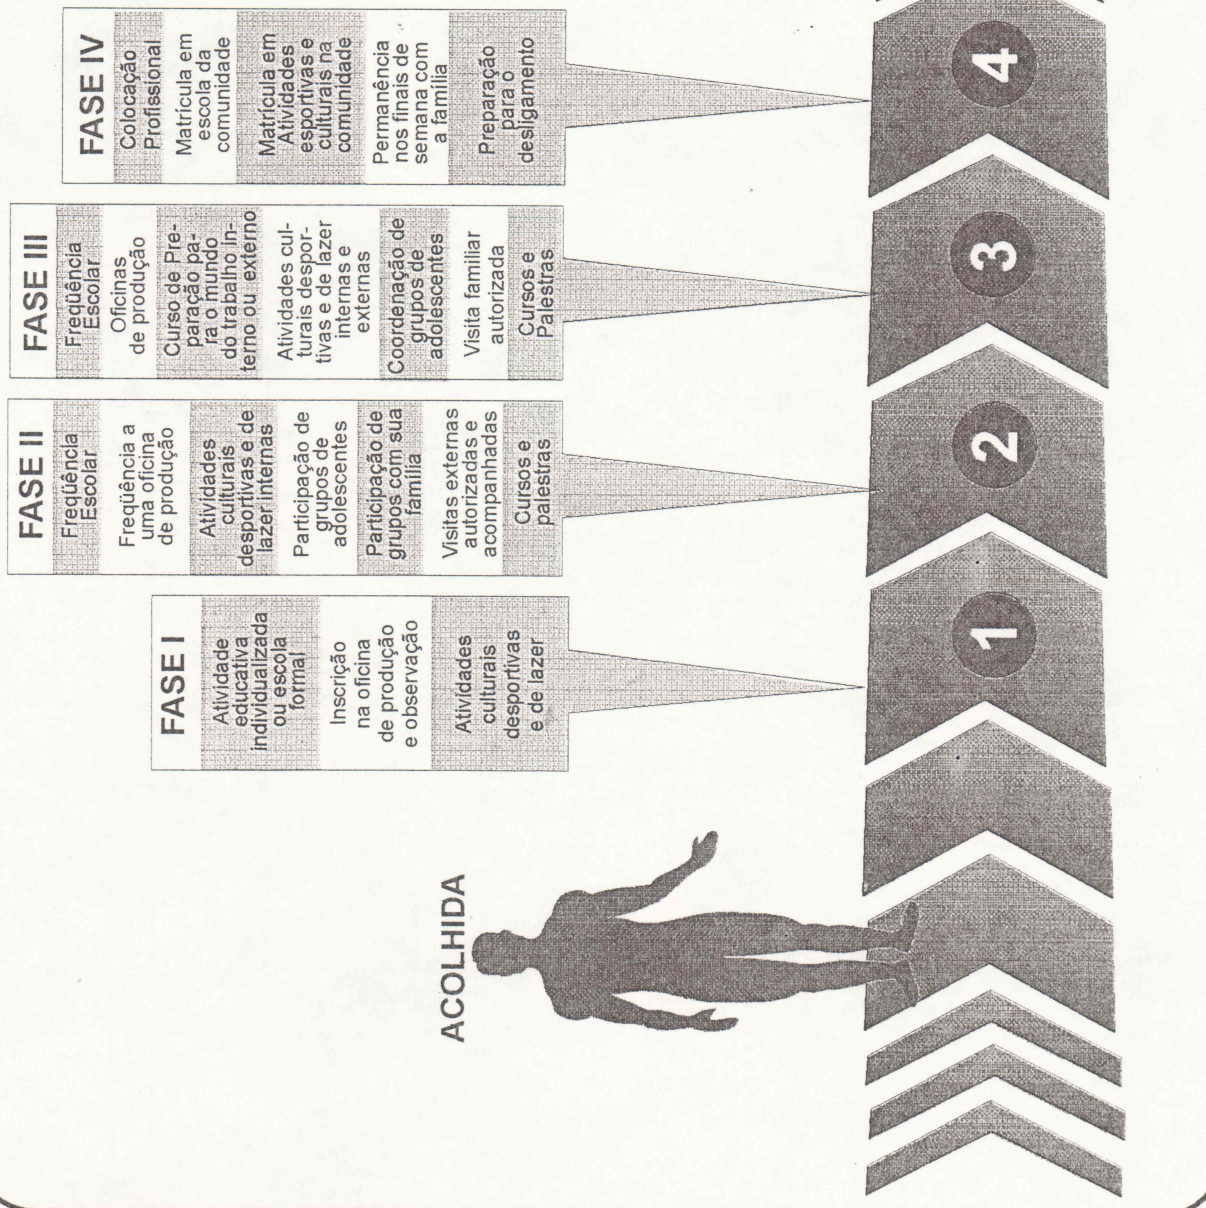 ACOLHIDA
FASE I
Atividade
educativa
individualizada
ou escola
formal
Inscrição
na oficina
de produção
e observação
Atividades
culturais
desportivas
e de lazer
FASE II
Freqüência
Escolar
Freqüência a
uma oficina
de produção
Atividades
culturais
desportivas e de
lazer internas
Participação de
grupos de
adolescentes
Participação de
grupos com sua
família
Visitas externas
autorizadas e
acompanhadas
Cursos e
palestras
FASE III
Freqüência
Escolar
Oficinas
de produção
Curso de Pre-
paração pa-
ra o mundo
do trabalho in-
terno ou externo
Atividades cul-
turais despor-
tivas e de lazer
internas e
externas
Coordenação de
grupos de
adolescentes
Visita familiar
autorizada
Cursos e
Palestras
FASE IV
Colocação
Profissional
Matrícula em
escola da
comunidade
Matrícula em
Atividades
esportivas e
culturais na
comunidade
Permanência
nos finais de
semana com
a família
Preparação
para o
desligamento
1
2
3
4